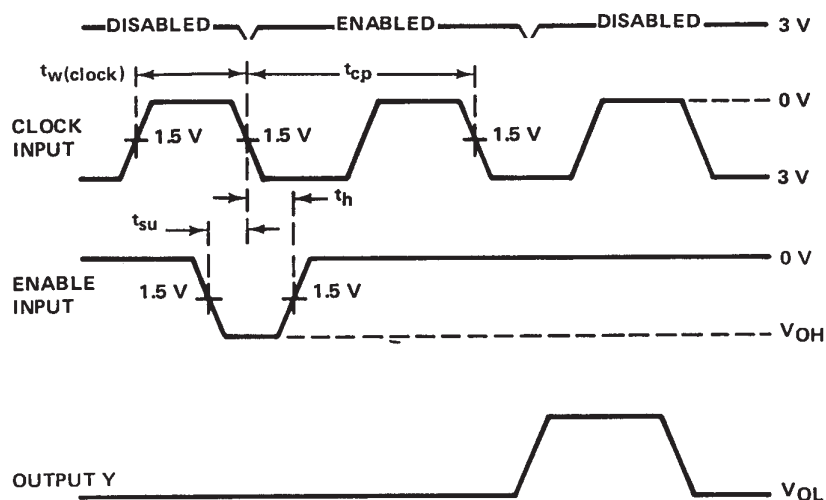 DISABLED ENABLED DISABLED 3 V
tw(clock) tcp
0 V
CLOCK INPUT 1.5 V 1.5 V 1.5 V
3 V
th
tsu
0 V
ENABLE INPUT 1.5 V 1.5 V
VOH
OUTPUT Y
VOL